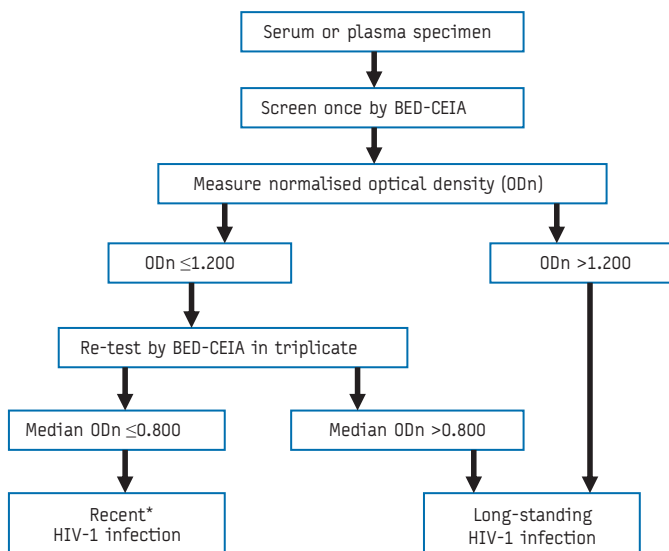 Serum or plasma specimen
Screen once by BED-CEIA
Measure normalised optical density (ODn)
ODn ≤1.200
ODn >1.200
Re-test by BED-CEIA in triplicate
Median ODn ≤0.800
Median ODn >0.800
Recent*
HIV-1 infection
Long-standing
HIV-1 infection